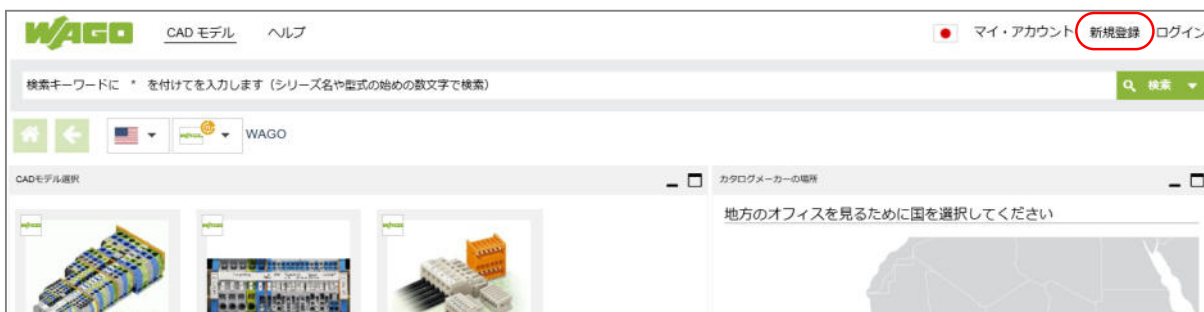 WAGO
CAD モデル
ヘルプ
マイ・アカウント
新規登録
ログイン
検索キーワードに * を付けてを入力します（シリーズ名や型式の始めの数文字で検索）
検索
WAGO
CADモデル選択
カタログメーカーの場所
地方のオフィスを見るために国を選択してください